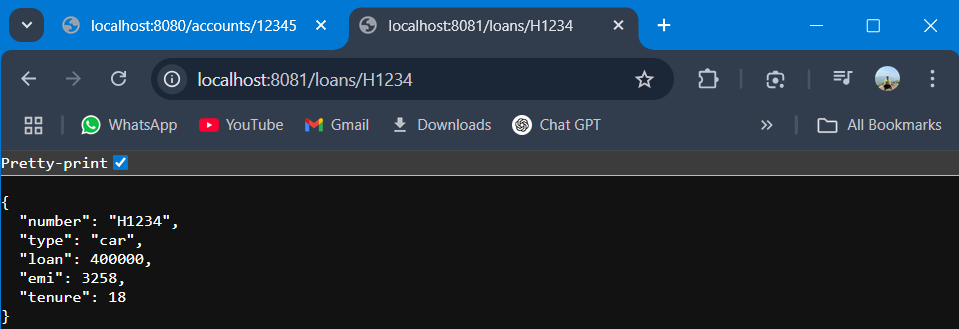 localhost:8080/accounts/12345 localhost:8081/loans/H1234
localhost:8081/loans/H1234
WhatsApp YouTube Gmail Downloads Chat GPT » All Bookmarks
Pretty-print
{
  "number": "H1234",
  "type": "car",
  "loan": 400000,
  "emi": 3258,
  "tenure": 18
}